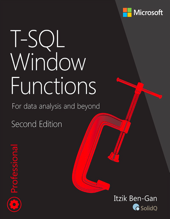 Microsoft
T-SQL
Window
Functions
For data analysis and beyond
Second Edition
Professional
Itzik Ben-Gan
SolidQ